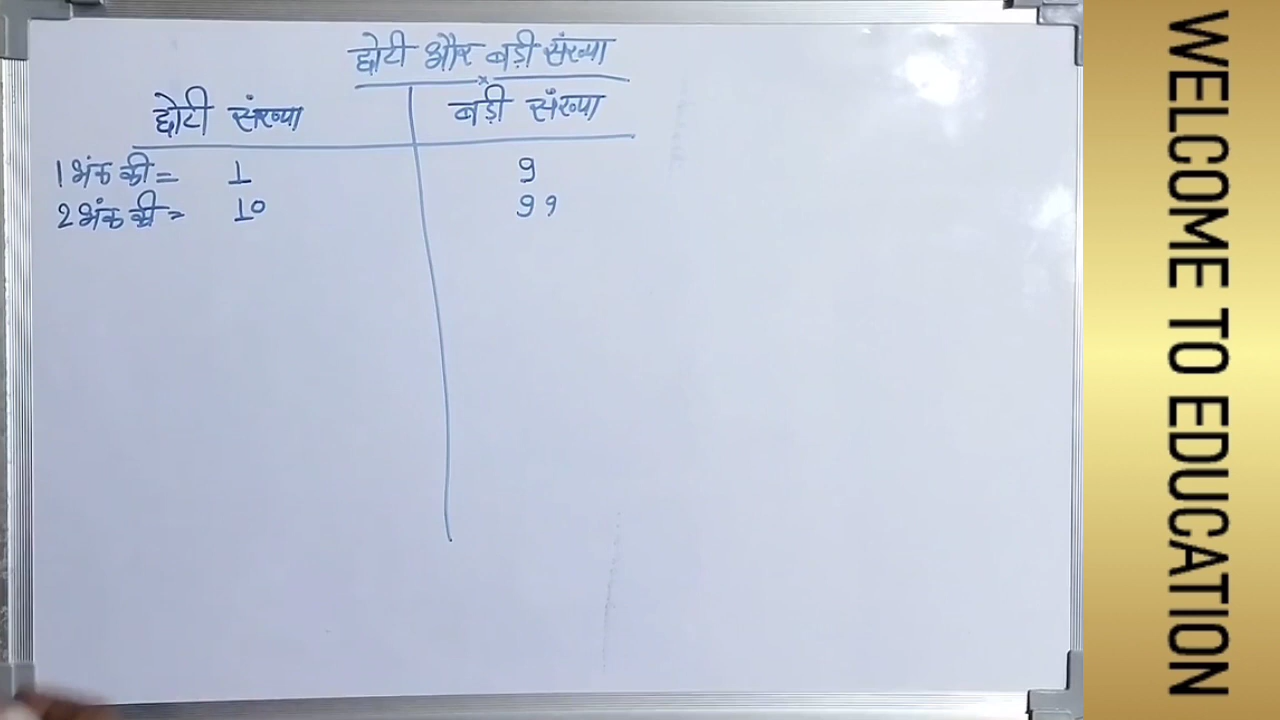 छोटी और बड़ी संख्या
छोटी संख्या बड़ी संख्या
1 अंक की = 1 9
2 अंक की = 10 99
WELCOME TO EDUCATION